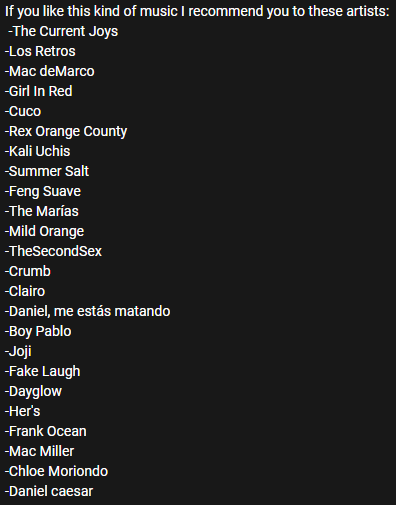 If you like this kind of music I recommend you to these artists:
-The Current Joys
-Los Retros
-Mac deMarco
-Girl In Red
-Cuco
-Rex Orange County
-Kali Uchis
-Summer Salt
-Feng Suave
-The Marías
-Mild Orange
-TheSecondSex
-Crumb
-Clairo
-Daniel, me estás matando
-Boy Pablo
-Joji
-Fake Laugh
-Dayglow
-Her's
-Frank Ocean
-Mac Miller
-Chloe Moriondo
-Daniel caesar